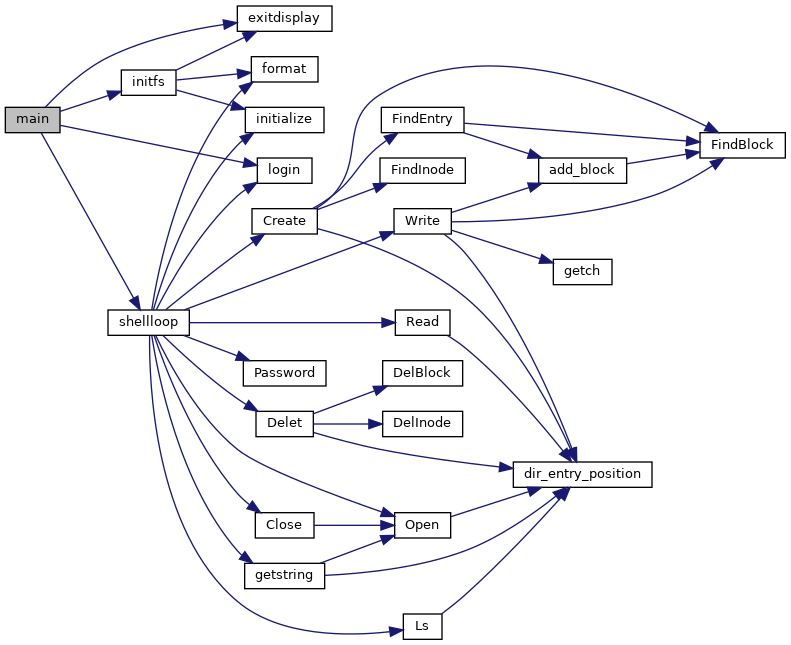 exitdisplay
format
initfs
initialize
main
login
FindEntry
FindInode
add_block
FindBlock
Create
Write
getch
shellloop
Read
Password
DelBlock
Delet
DelInode
dir_entry_position
Close
Open
getstring
Ls